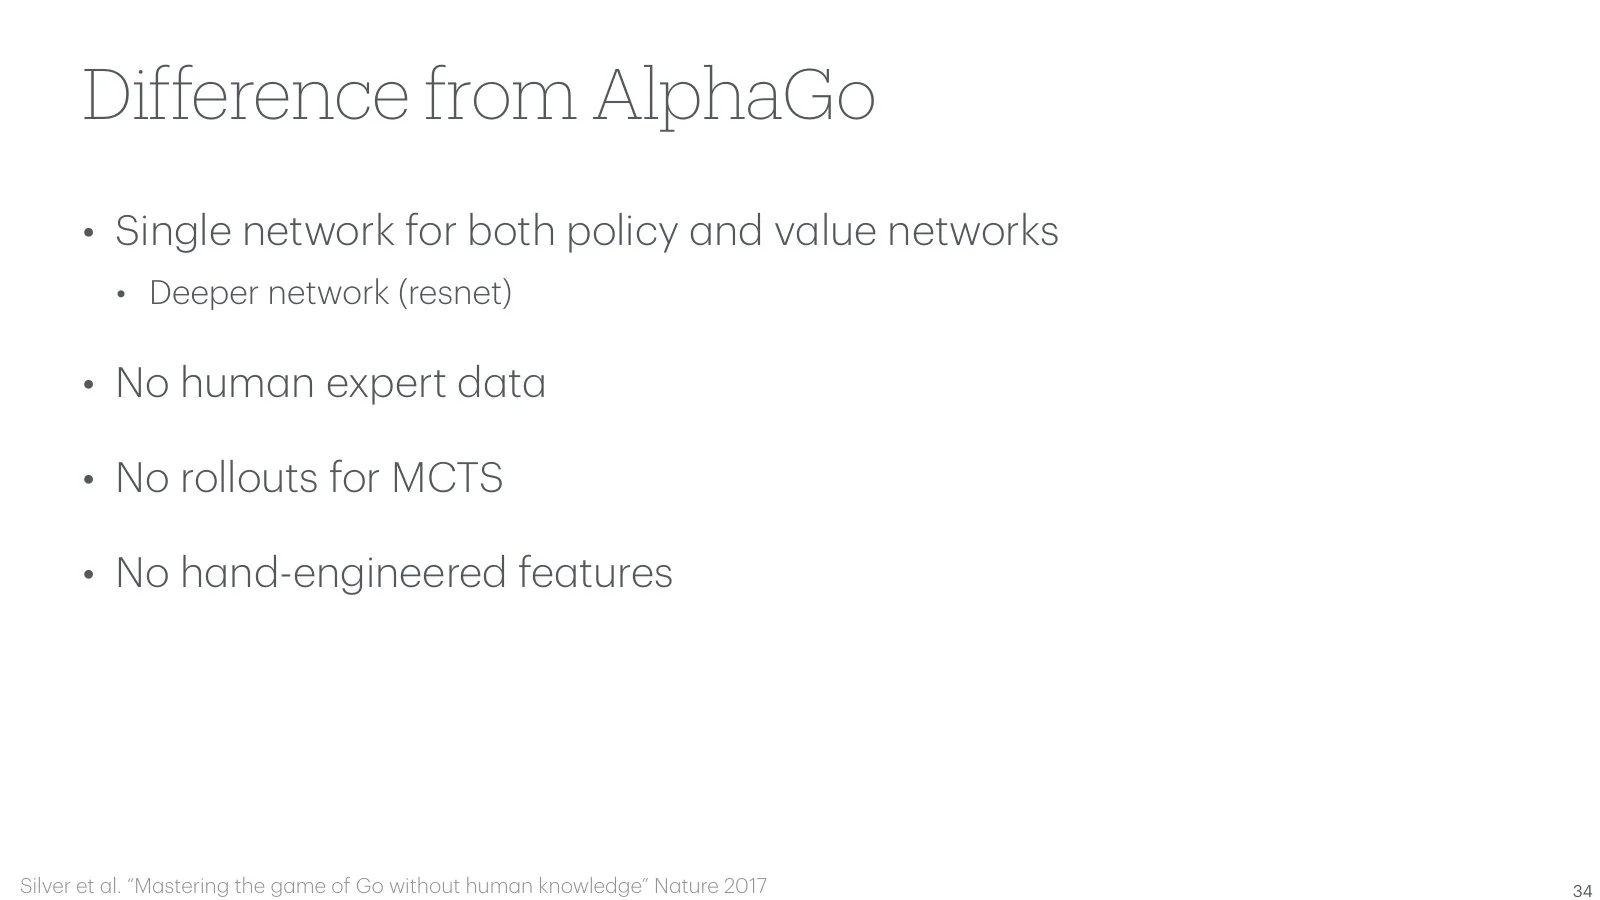 Difference from AlphaGo
• Single network for both policy and value networks
• Deeper network (resnet)
• No human expert data
• No rollouts for MCTS
• No hand-engineered features
Silver et al. “Mastering the game of Go without human knowledge” Nature 2017
34